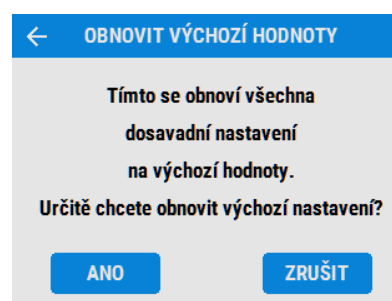 OBNOVIT VÝCHOZÍ HODNOTY
Tímto se obnoví všechna
dosavadní nastavení
na výchozí hodnoty.
Určitě chcete obnovit výchozí nastavení?
ANO ZRUŠIT